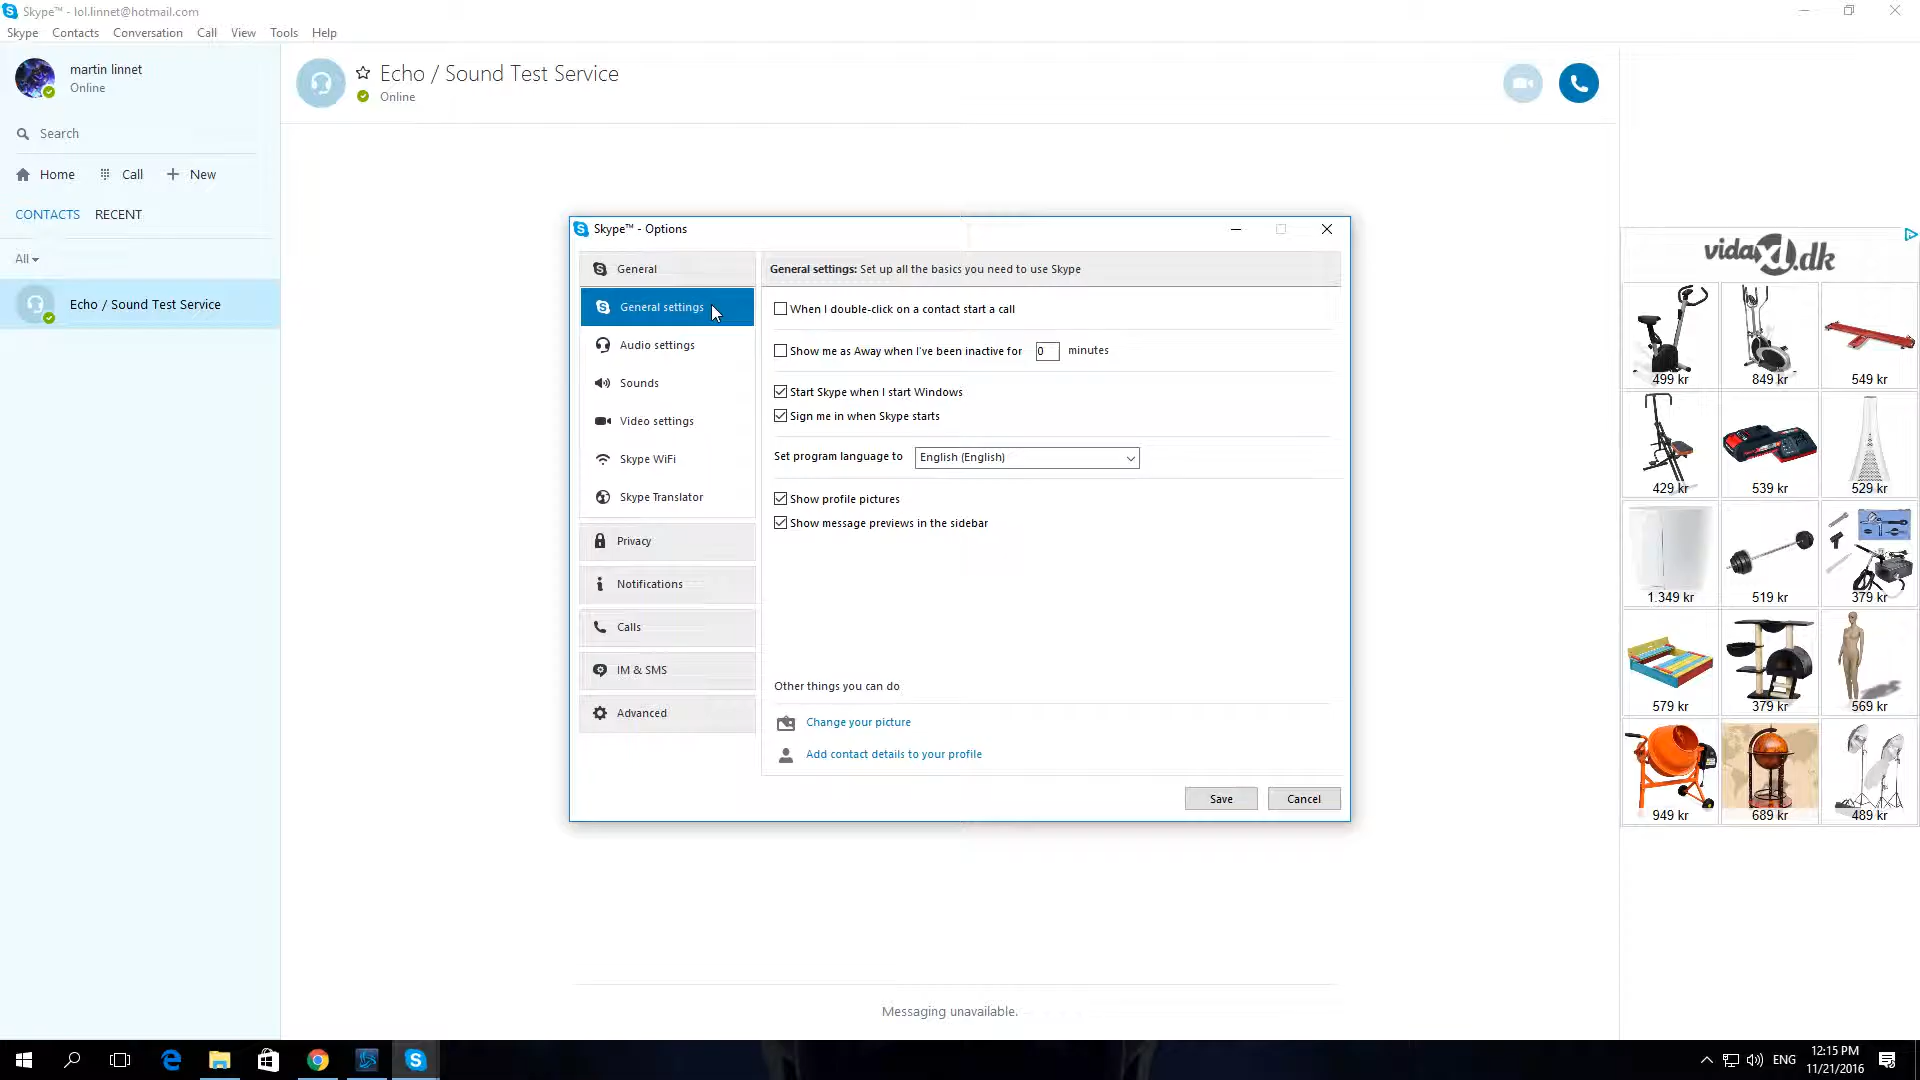 Skype™ - lol.linnet@hotmail.com
Skype Contacts Conversation Call View Tools Help
martin linnet
Online
Search
Home Call New
CONTACTS RECENT
All
Echo / Sound Test Service
Echo / Sound Test Service
Online
Skype™ - Options
General
General settings
Audio settings
Sounds
Video settings
Skype WiFi
Skype Translator
Privacy
Notifications
Calls
IM & SMS
Advanced
General settings: Set up all the basics you need to use Skype
When I double-click on a contact start a call
Show me as Away when I've been inactive for 0 minutes
Start Skype when I start Windows
Sign me in when Skype starts
Set program language to English (English)
Show profile pictures
Show message previews in the sidebar
Other things you can do
Change your picture
Add contact details to your profile
Save Cancel
Messaging unavailable.
vidaXL.dk
499 kr 849 kr 549 kr
429 kr 539 kr 529 kr
1.349 kr 519 kr 379 kr
579 kr 379 kr 569 kr
949 kr 689 kr 489 kr
ENG
12:15 PM
11/21/2016